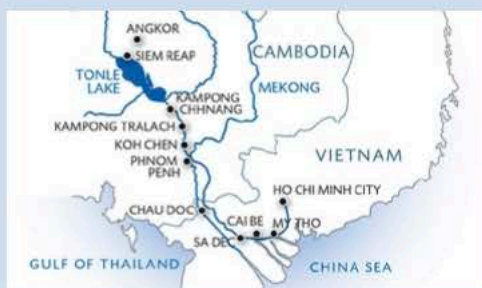 ANGKOR
SIEM REAP
CAMBODIA
TONLE
LAKE
MEKONG
KAMPONG
CHHNANG
KAMPONG TRALACH
KOH CHEN
VIETNAM
PHNOM
PENH
HO CHI MINH CITY
CHAU DOC
CAI BE
MY THO
SA DEC
GULF OF THAILAND
CHINA SEA